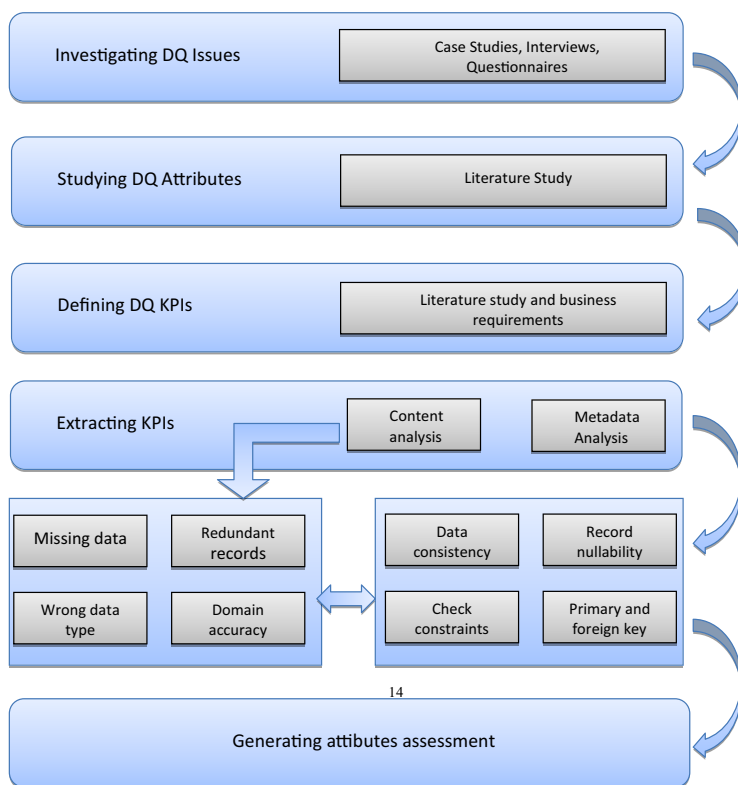 Investigating DQ Issues
Case Studies, Interviews,
Questionnaires
Studying DQ Attributes
Literature Study
Defining DQ KPIs
Literature study and business
requirements
Extracting KPIs
Content
analysis
Metadata
Analysis
Missing data
Redundant
records
Wrong data
type
Domain
accuracy
Data
consistency
Record
nullability
Check
constraints
Primary and
foreign key
14
Generating attibutes assessment